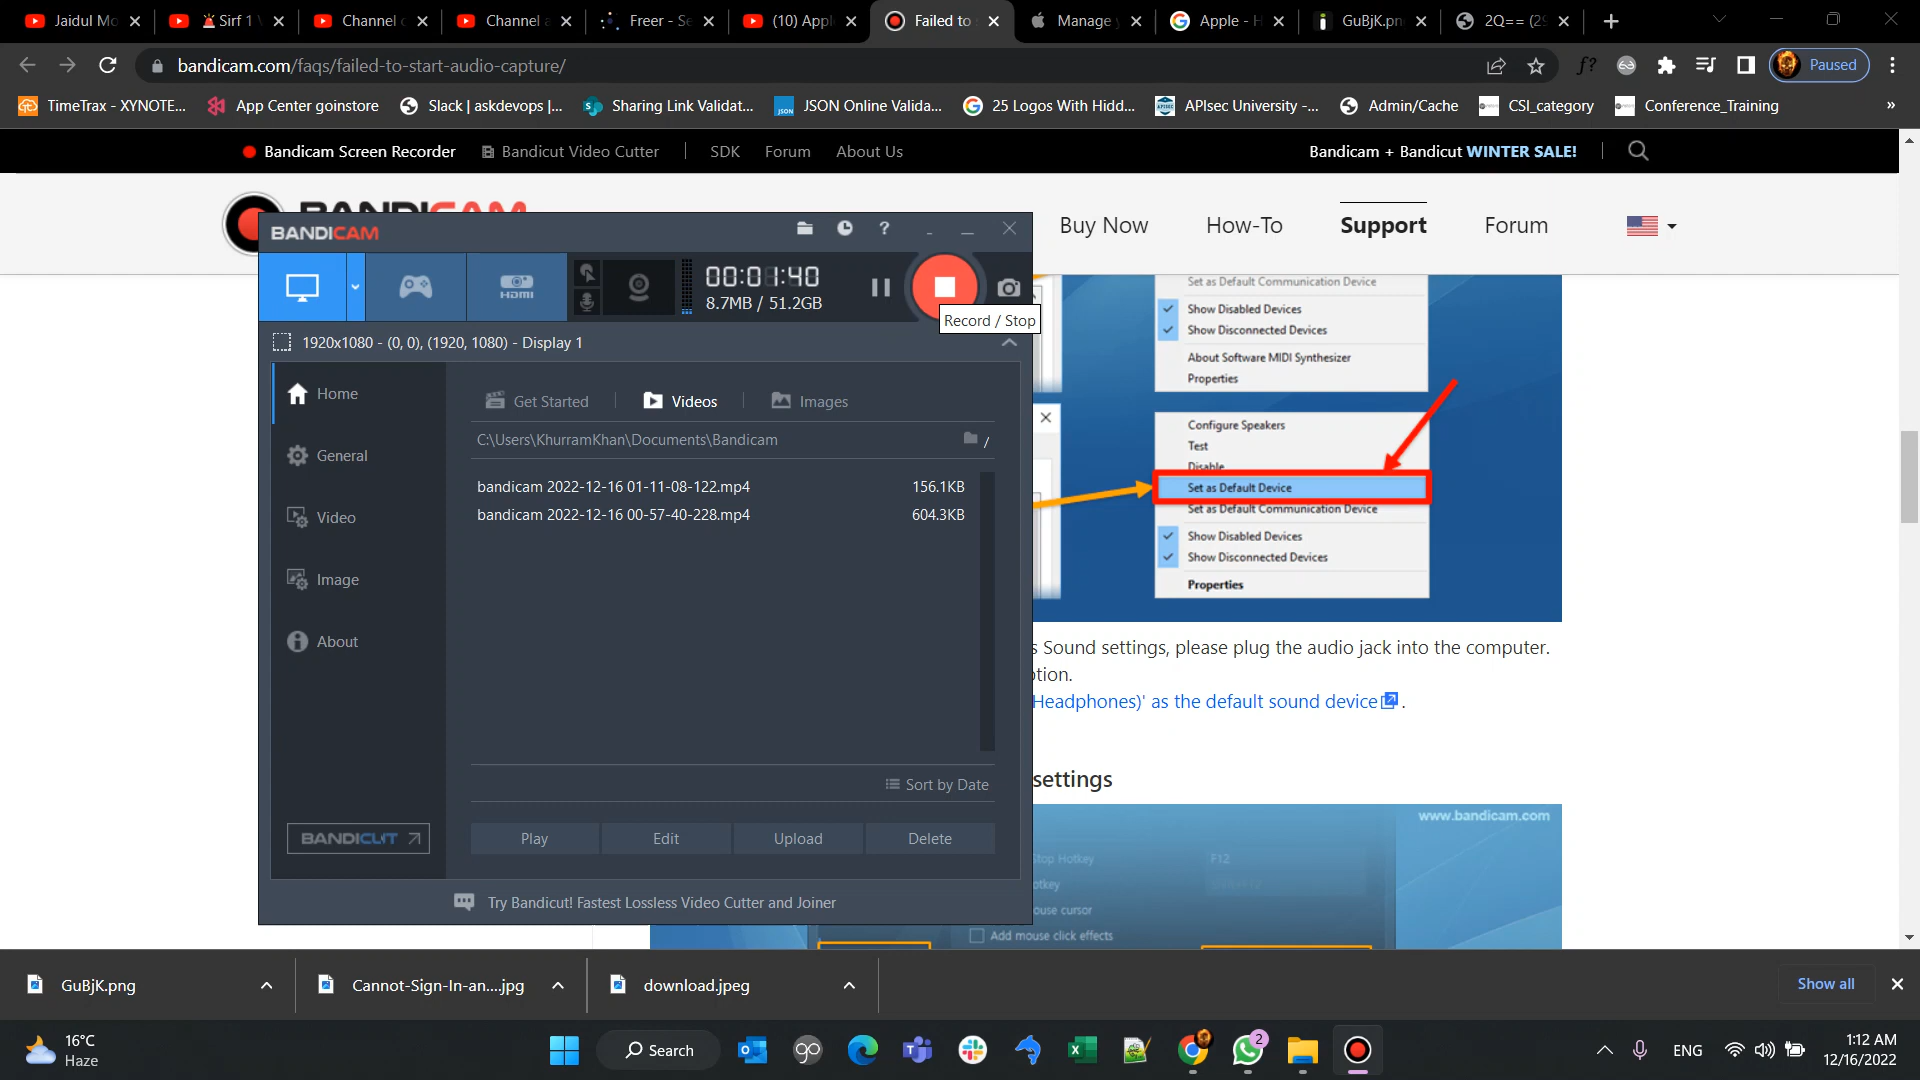 Jaidul Mo
Sirf 1
Channel
Channel a
Freer - Se
(10) Appl
Failed to
Manage
Apple - H
GuBjK.pn
2Q== (29
bandicam.com/faqs/failed-to-start-audio-capture/
f?
Paused
TimeTrax - XYNOTE...
App Center goinstore
Slack | askdevops |...
Sharing Link Validat...
JSON Online Valida...
25 Logos With Hidd...
APIsec University -...
Admin/Cache
CSI_category
Conference_Training
»
Bandicam Screen Recorder
Bandicut Video Cutter
SDK
Forum
About Us
Bandicam + Bandicut WINTER SALE!
Buy Now
How-To
Support
Forum
BANDICAM
?
HDMI
00:01:40
8.7MB / 51.2GB
Record / Stop
1920x1080 - (0, 0), (1920, 1080) - Display 1
Home
General
Video
Image
About
Get Started
Videos
Images
C:\Users\KhurramKhan\Documents\Bandicam
/
bandicam 2022-12-16 01-11-08-122.mp4 156.1KB
bandicam 2022-12-16 00-57-40-228.mp4 604.3KB
Sort by Date
BANDICUT
Play
Edit
Upload
Delete
Try Bandicut! Fastest Lossless Video Cutter and Joiner
Set as Default Communication Device
Show Disabled Devices
Show Disconnected Devices
About Software MIDI Synthesizer
Properties
Configure Speakers
Test
Disable
Set as Default Device
Set as Default Communication Device
Show Disabled Devices
Show Disconnected Devices
Properties
Sound settings, please plug the audio jack into the computer.
Headphones)' as the default sound device.
settings
www.bandicam.com
Stop Hotkey
F12
Add mouse click effects
GuBjK.png
Cannot-Sign-In-an....jpg
download.jpeg
Show all
16°C
Haze
Search
2
ENG
1:12 AM
12/16/2022